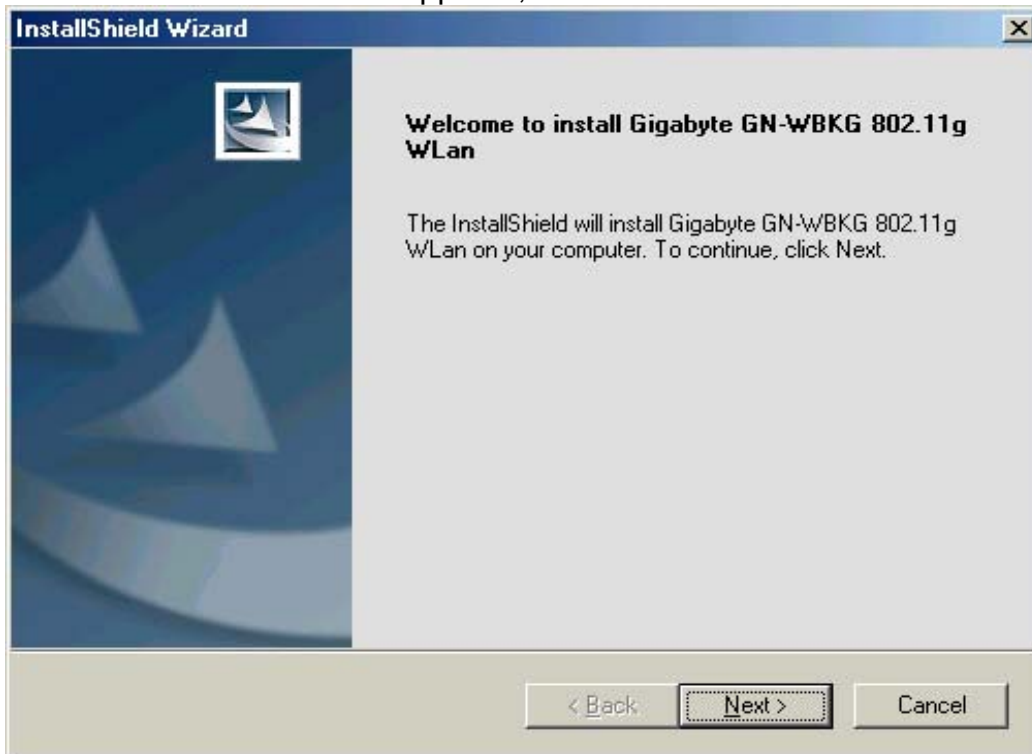 InstallShield Wizard
Welcome to install Gigabyte GN-WBKG 802.11g
WLan
The InstallShield will install Gigabyte GN-WBKG 802.11g
WLan on your computer. To continue, click Next.
< Back
Next >
Cancel